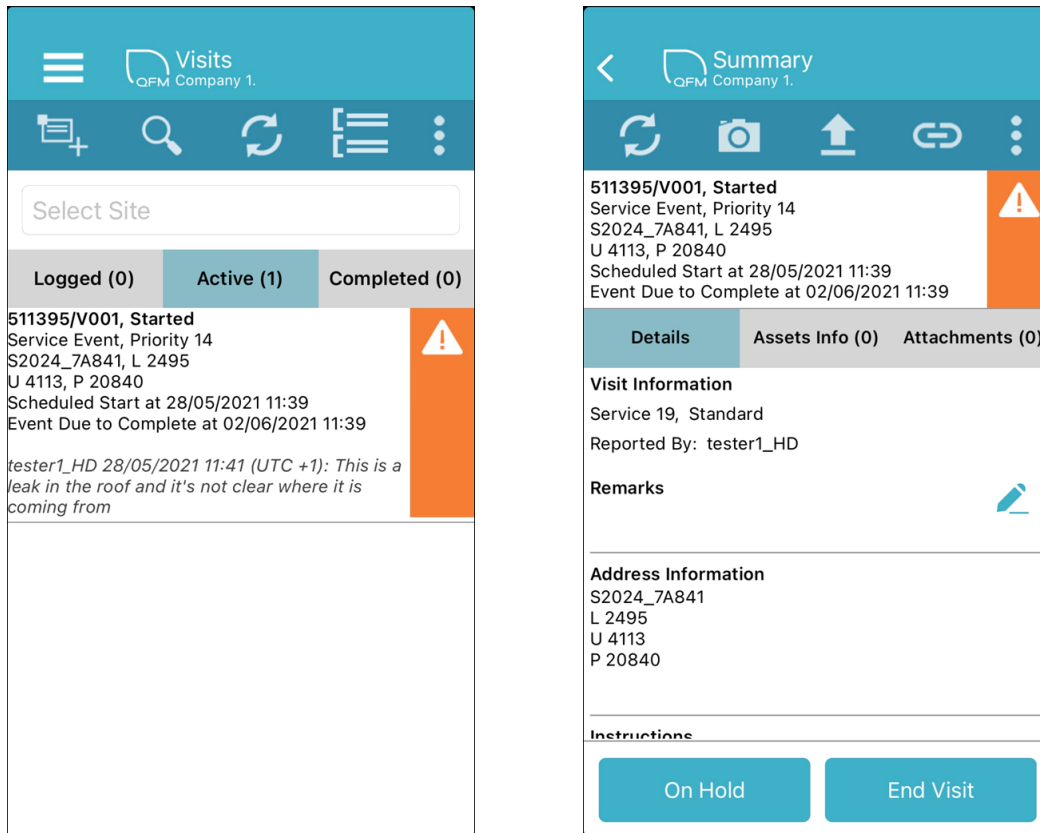 Visits
QFM Company 1.
Select Site
Logged (0) Active (1) Completed (0)
511395/V001, Started
Service Event, Priority 14
S2024_7A841, L 2495
U 4113, P 20840
Scheduled Start at 28/05/2021 11:39
Event Due to Complete at 02/06/2021 11:39
tester1_HD 28/05/2021 11:41 (UTC +1): This is a
leak in the roof and it's not clear where it is
coming from
Summary
QFM Company 1.
511395/V001, Started
Service Event, Priority 14
S2024_7A841, L 2495
U 4113, P 20840
Scheduled Start at 28/05/2021 11:39
Event Due to Complete at 02/06/2021 11:39
Details Assets Info (0) Attachments (0)
Visit Information
Service 19, Standard
Reported By: tester1_HD
Remarks
Address Information
S2024_7A841
L 2495
U 4113
P 20840
Instructions
On Hold End Visit